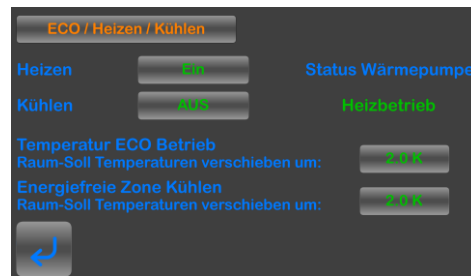 ECO / Heizen / Kühlen
Heizen Ein Status Wärmepumpe
Kühlen AUS Heizbetrieb
Temperatur ECO Betrieb
Raum-Soll Temperaturen verschieben um: 2,0 K
Energiefreie Zone Kühlen
Raum-Soll Temperaturen verschieben um: 2,0 K